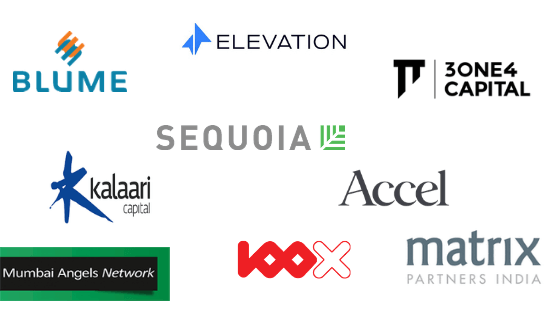 ELEVATION
BLUME
3ONE4
CAPITAL
SEQUOIA
kalaari
capital
Accel
100X
matrix
PARTNERS INDIA
Mumbai Angels Network